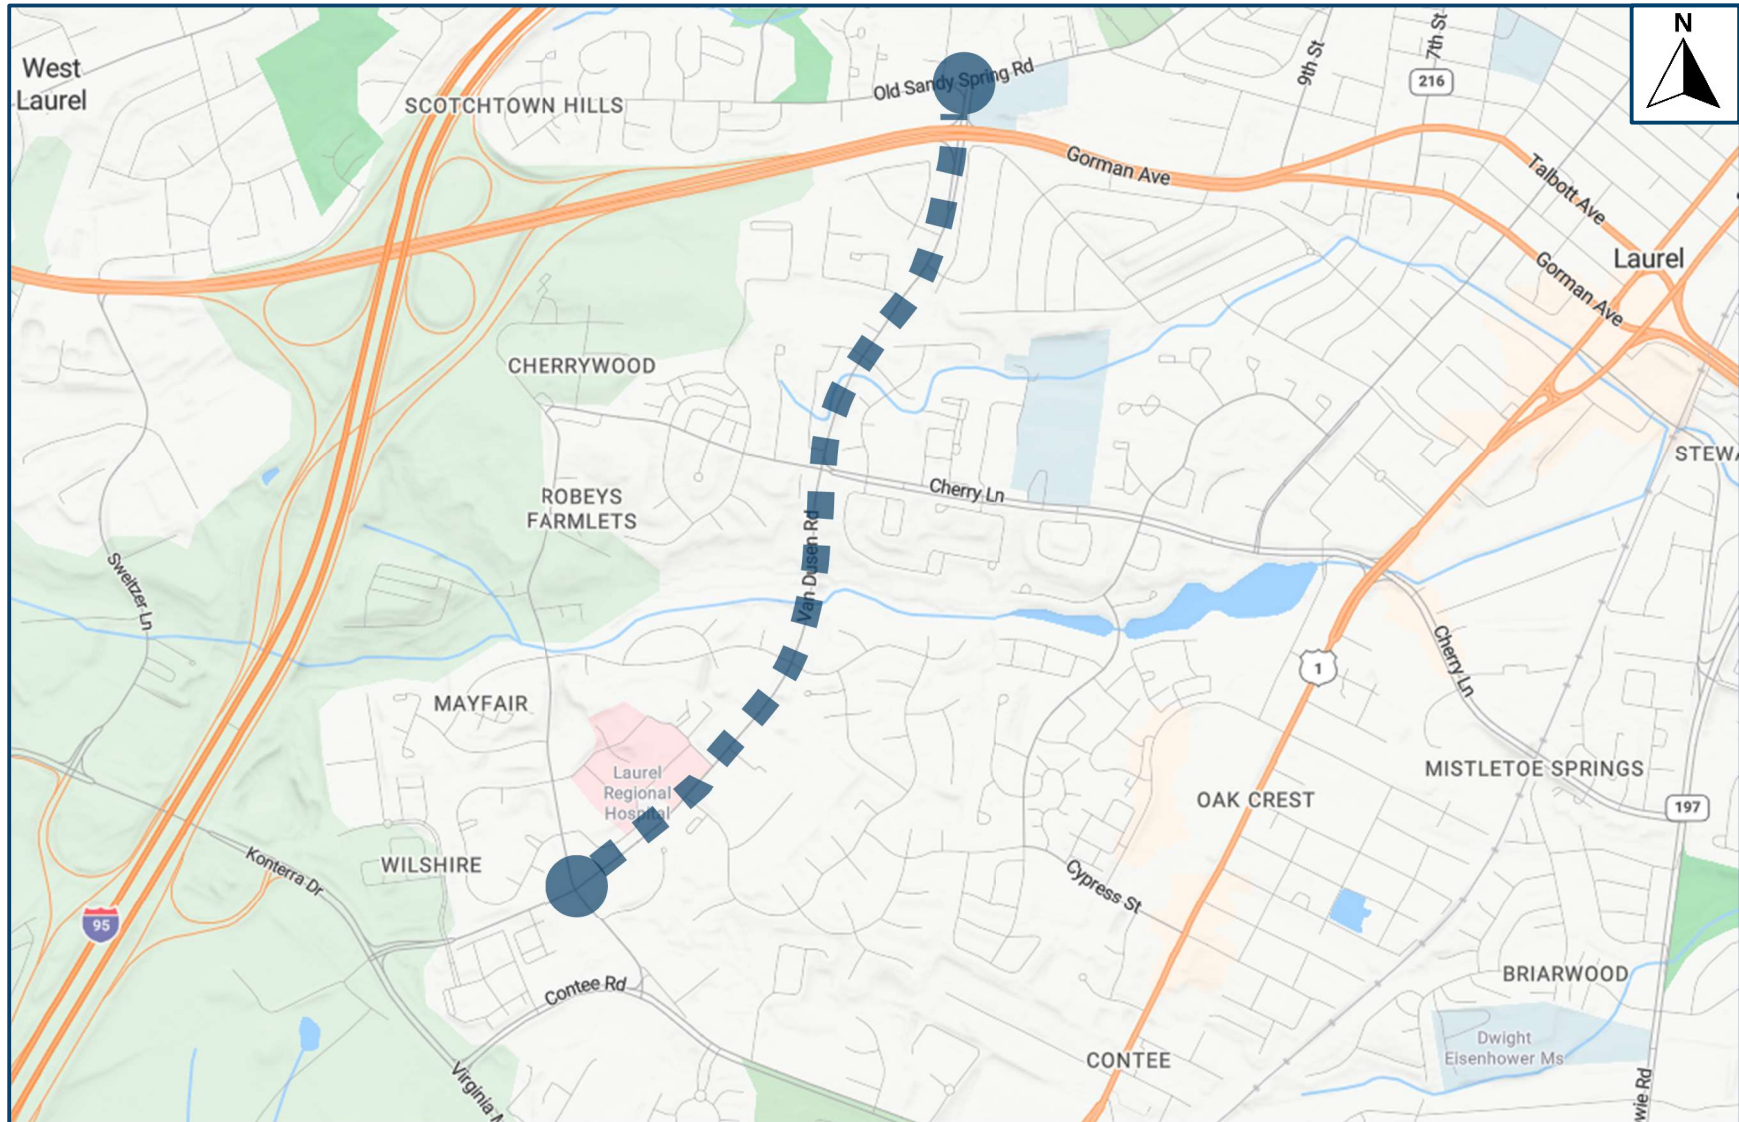 N
West
Laurel
SCOTCHTOWN HILLS
Old Sandy Spring Rd
9th St
7th St
216
Gorman Ave
Talbott Ave
Laurel
Gorman Ave
CHERRYWOOD
STEWA
Cherry Ln
ROBEYS
FARMLETS
Van Dusen Rd
Sweitzer Ln
1
Cherry Ln
MAYFAIR
Laurel
Regional
Hospital
MISTLETOE SPRINGS
OAK CREST
197
WILSHIRE
Konterra Dr
Cypress St
95
BRIARWOOD
Contee Rd
Dwight
Eisenhower Ms
CONTEE
Virginia A
wie Rd